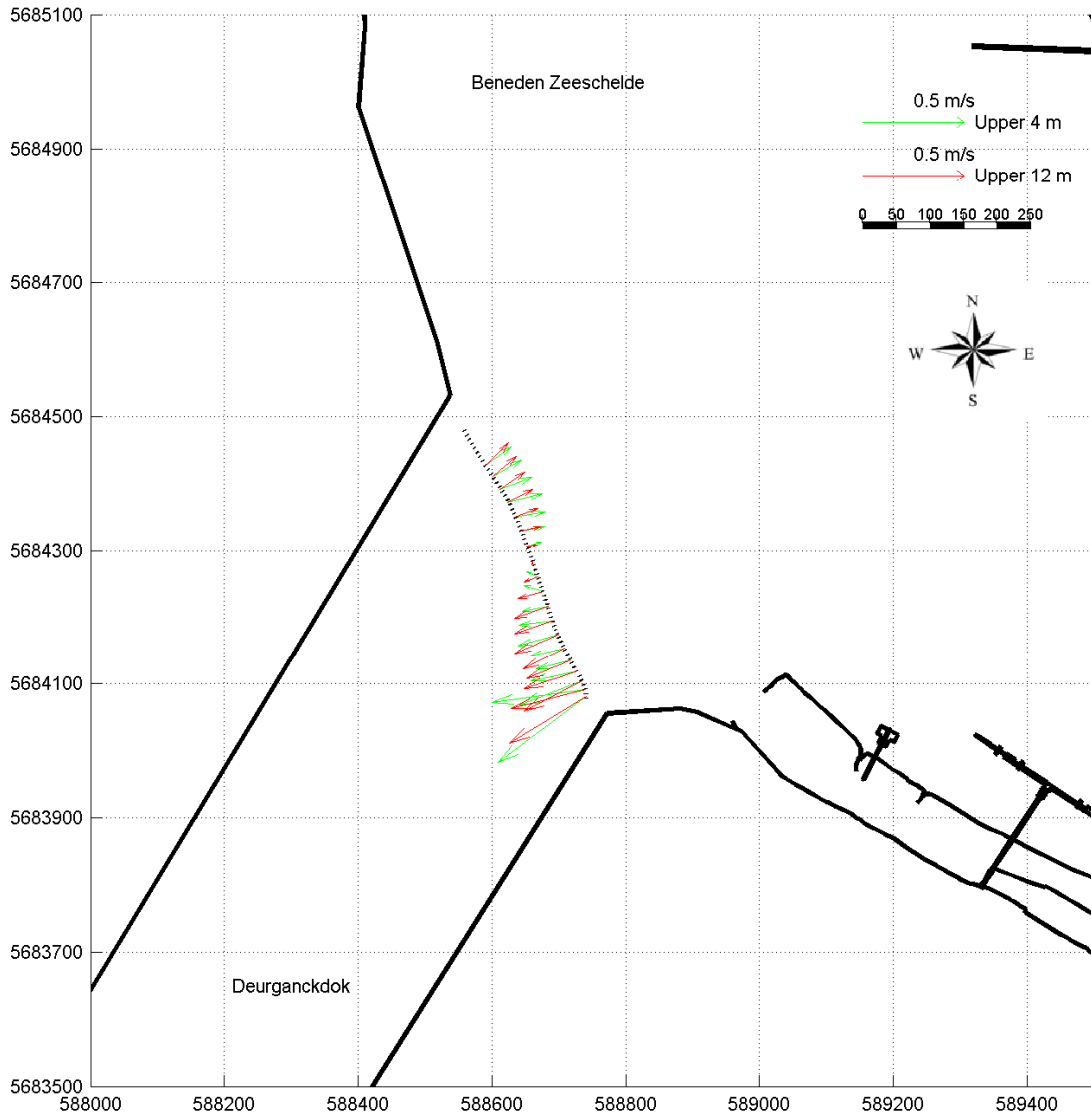 5685100
Beneden Zeeschelde
0.5 m/s
Upper 4 m
5684900
0.5 m/s
Upper 12 m
0 50 100 150 200 250
5684700
N
W E
S
5684500
5684300
5684100
5683900
5683700
Deurganckdok
5683500
588000 588200 588400 588600 588800 589000 589200 589400